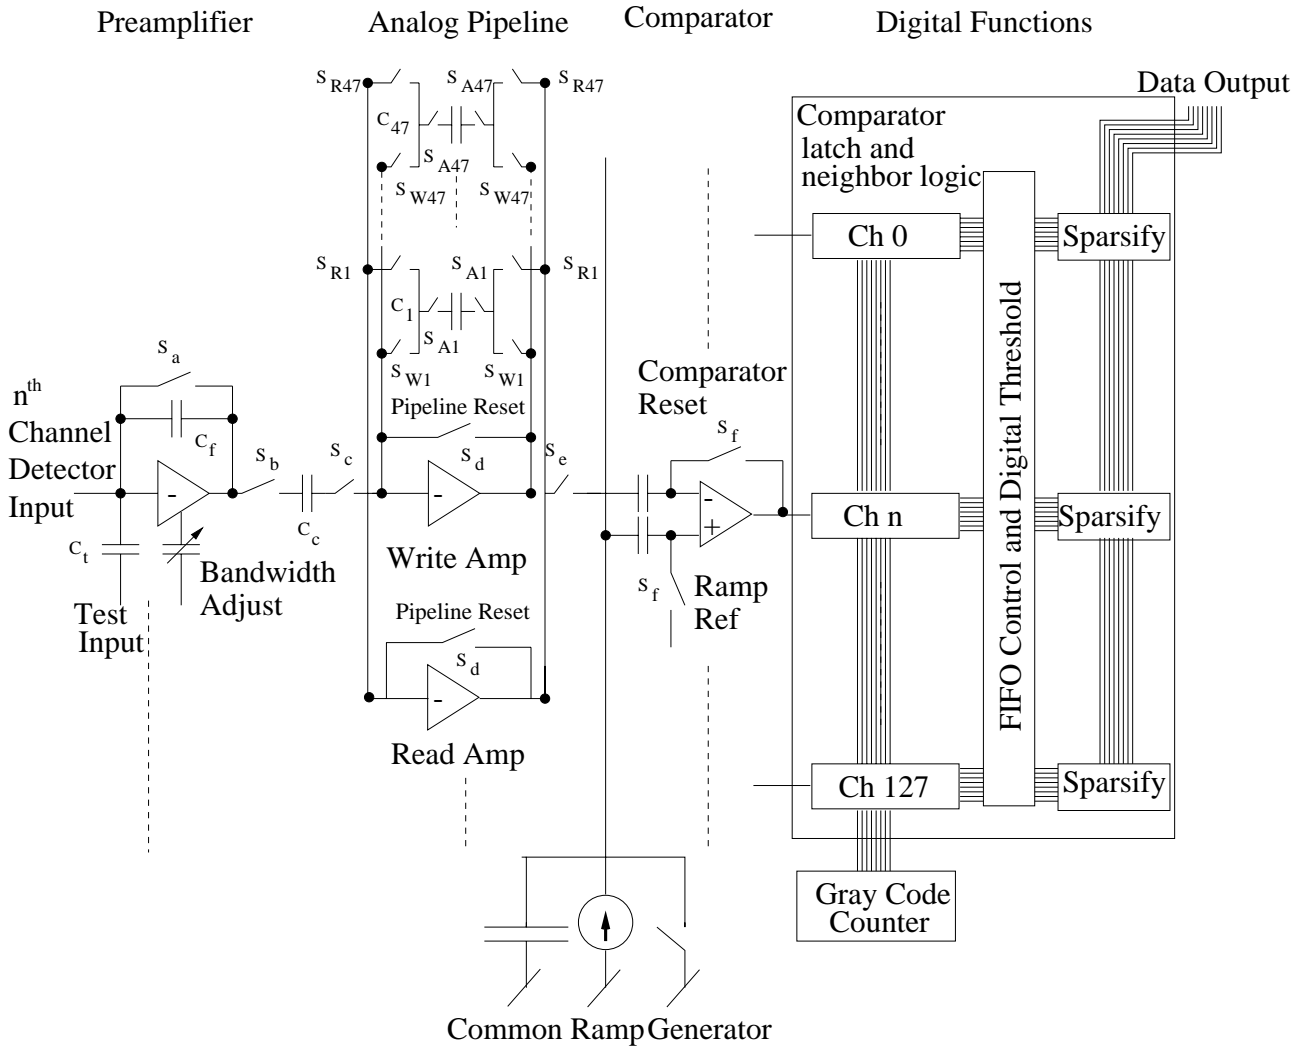 Preamplifier
Analog Pipeline
Comparator
Digital Functions
Data Output
S R47
S A47
S R47
C 47
S A47
S W47
S W47
Comparator
latch and
neighbor logic
Ch 0
Sparsify
S R1
S A1
S R1
C 1
S A1
S W1
S W1
Pipeline Reset
S a
C f
n th
Channel
Detector
Input
S b
S c
C c
S d
S e
Write Amp
C t
Bandwidth
Adjust
Test
Input
Comparator
Reset
S f
-
-
-
+
S f
Ramp
Ref
Ch n
Sparsify
FIFO Control and Digital Threshold
Pipeline Reset
S d
-
Read Amp
Ch 127
Sparsify
Gray Code
Counter
Common Ramp Generator